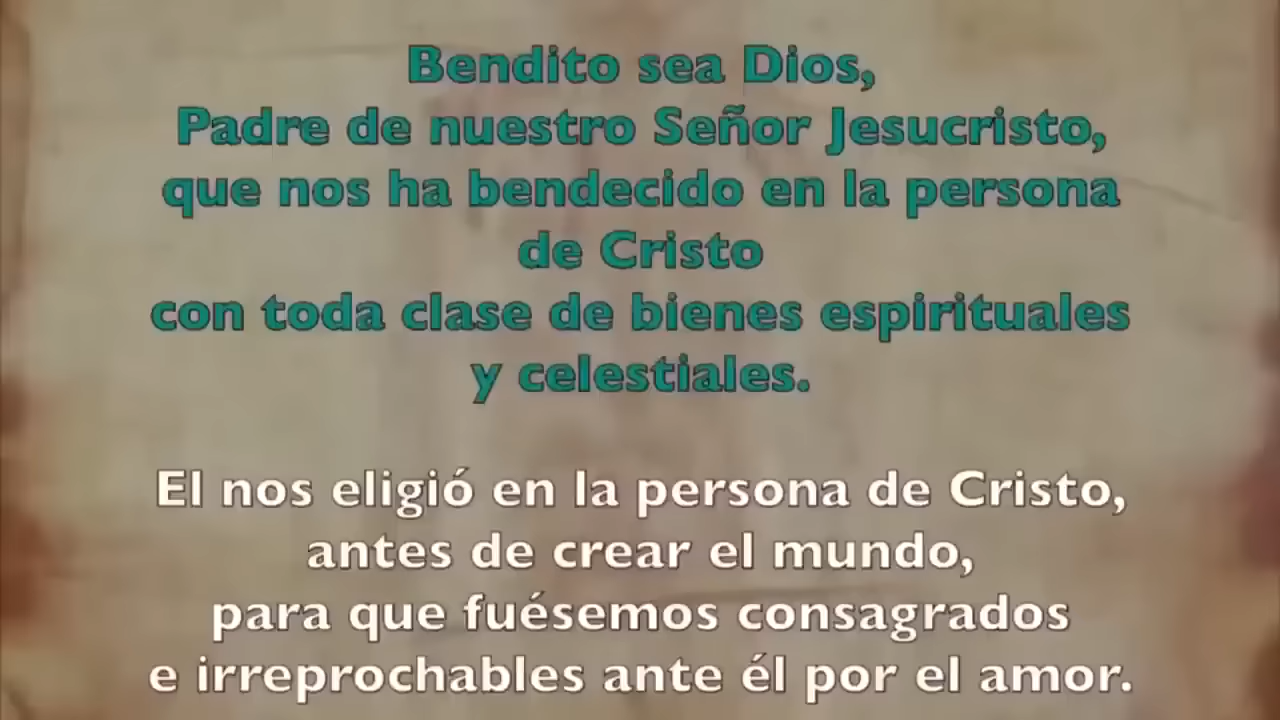 Bendito sea Dios,
Padre de nuestro Señor Jesucristo,
que nos ha bendecido en la persona
de Cristo
con toda clase de bienes espirituales
y celestiales.
El nos eligió en la persona de Cristo,
antes de crear el mundo,
para que fuésemos consagrados
e irreprochables ante él por el amor.